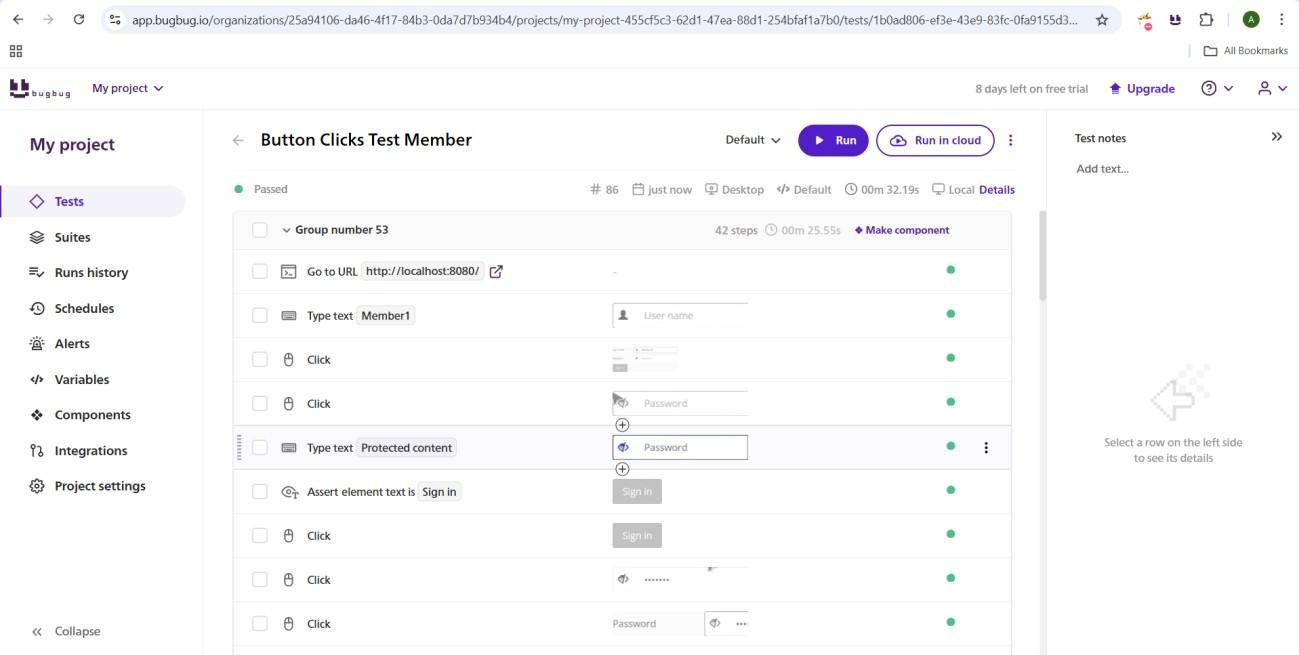 app.bugbug.io/organizations/25a94106-da46-4f17-84b3-0da7d7b934b4/projects/my-project-455cf5c3-62d1-47ea-88d1-254bfaf1a7b0/tests/1b0ad806-ef3e-43e9-83fc-0fa9155d3...
A
All Bookmarks
bugbug My project 8 days left on free trial Upgrade
My project
Tests
Suites
Runs history
Schedules
Alerts
Variables
Components
Integrations
Project settings
Collapse
Button Clicks Test Member Default Run Run in cloud
Passed # 86 just now Desktop Default 00m 32.19s Local Details
Group number 53 42 steps 00m 25.55s Make component
Go to URL http://localhost:8080/ -
Type text Member1 User name
Click
Click Password
Type text Protected content Password
Assert element text is Sign in Sign in
Click Sign in
Click •••••••
Click Password •••
Test notes
Add text...
Select a row on the left side
to see its details